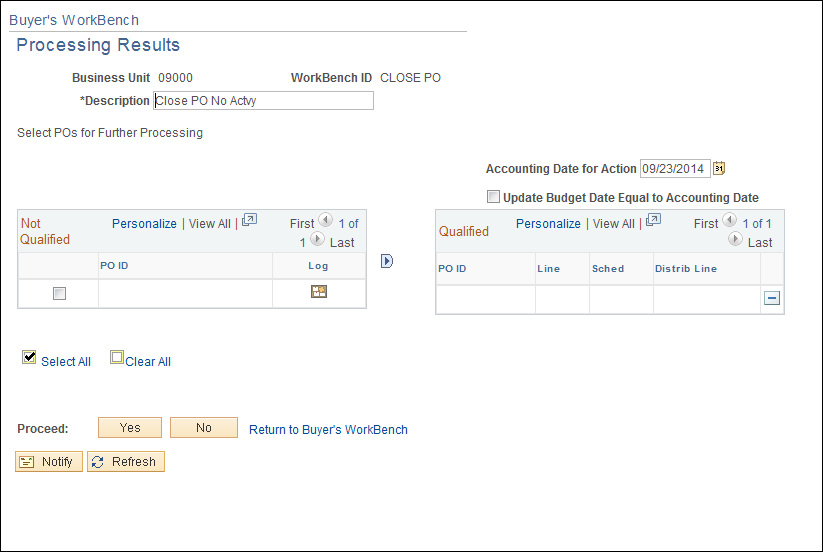 Buyer's WorkBench
Processing Results
Business Unit 09000 WorkBench ID CLOSE PO
*Description Close PO No Actvy
Select POs for Further Processing
Accounting Date for Action 09/23/2014 31
Update Budget Date Equal to Accounting Date
Not Qualified Personalize | View All | First 1 of 1 Last
PO ID Log
Qualified Personalize | View All | First 1 of 1 Last
PO ID Line Sched Distrib Line
Select All Clear All
Proceed: Yes No Return to Buyer's WorkBench
Notify Refresh